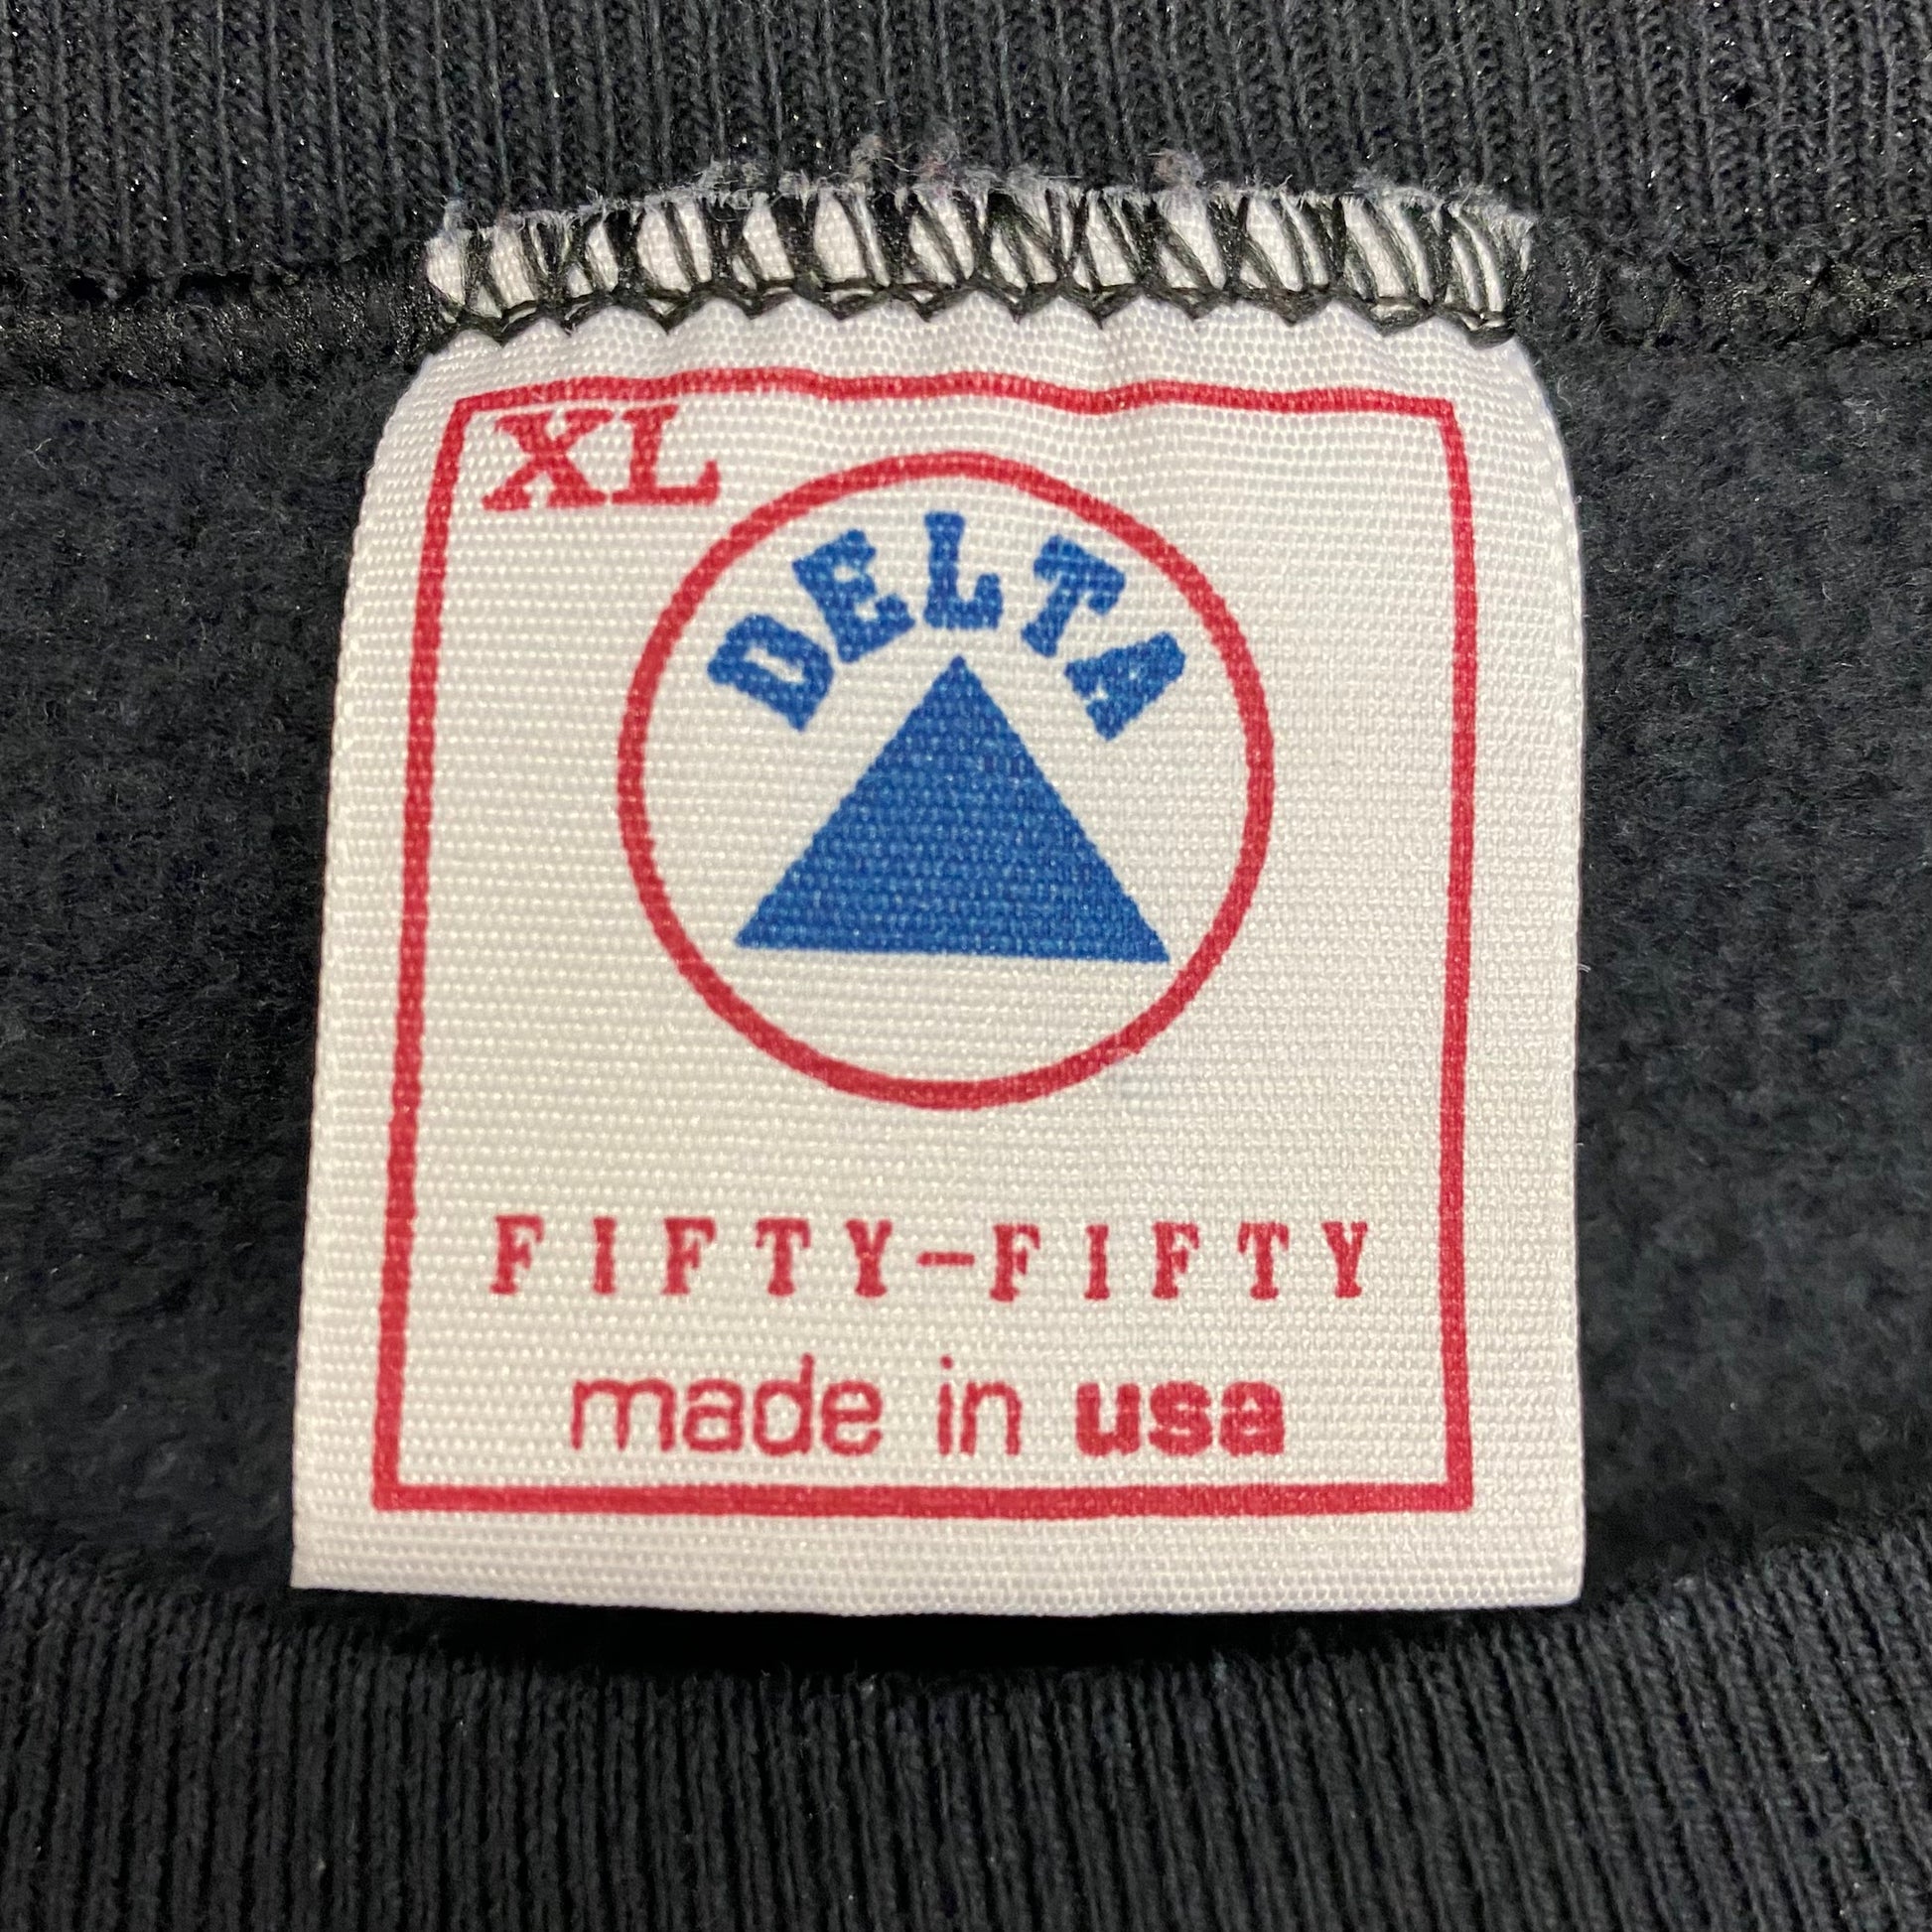 XL
DELTA
FIFTY-FIFTY
made in usa